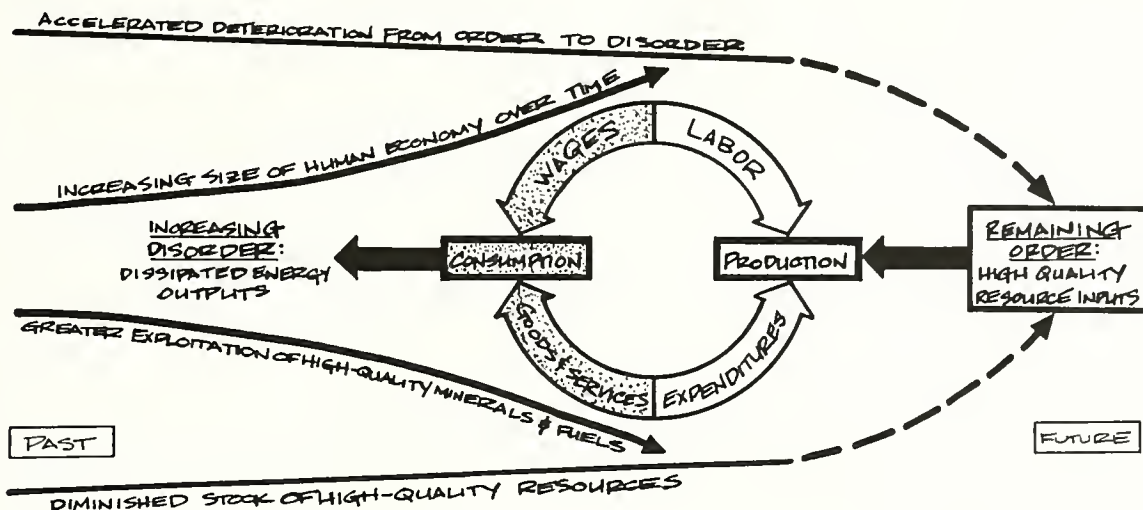 ACCELERATED DETERIORATION FROM ORDER TO DISORDER
INCREASING SIZE OF HUMAN ECONOMY OVER TIME
WAGES
LABOR
INCREASING
DISORDER:
DISSIPATED ENERGY
OUTPUTS
CONSUMPTION
PRODUCTION
REMAINING
ORDER:
HIGH QUALITY
RESOURCE INPUTS
GOODS & SERVICES
EXPENDITURES
GREATER EXPLOITATION OF HIGH-QUALITY MINERALS & FUELS
PAST
FUTURE
DIMINISHED STOCK OF HIGH-QUALITY RESOURCES